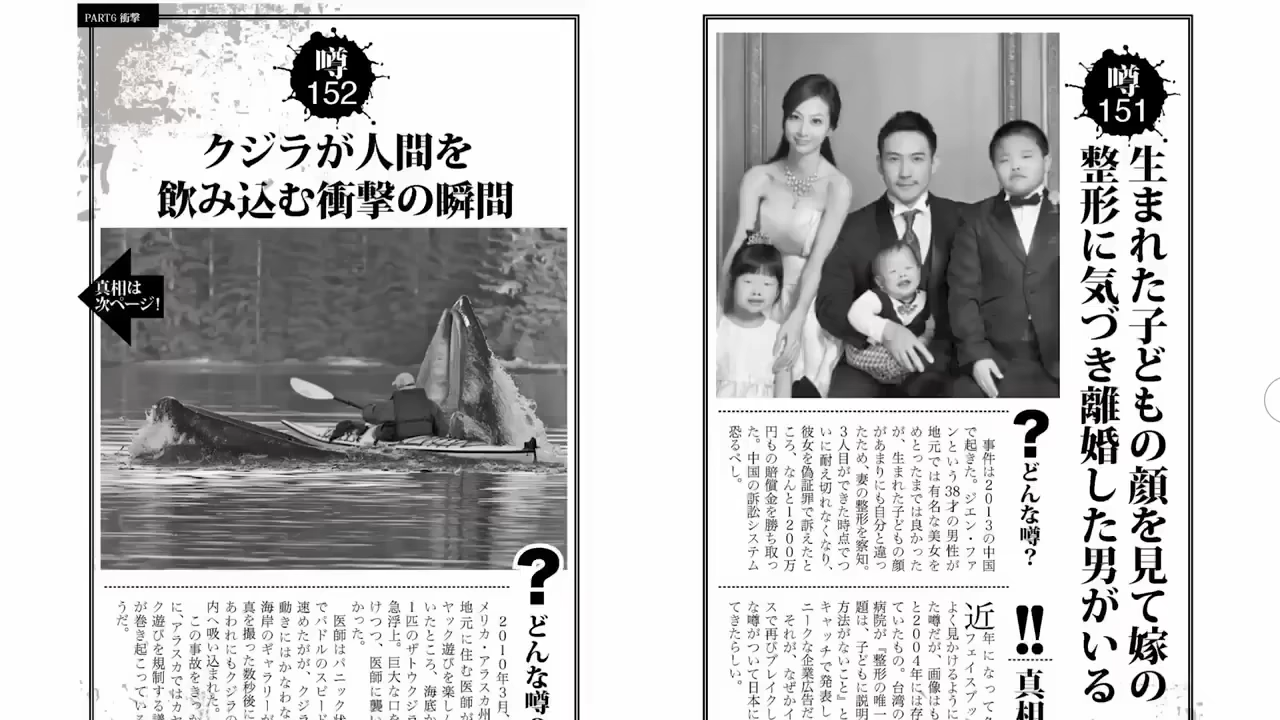 噂
151
生まれた子どもの顔を見て嫁の
整形に気づき離婚した男がいる
?どんな噂?
事件は2013の中国
で起きた。ジエン・ファ
ンという38才の男性が
地元では有名な美女を
めとったまでは良かった
が、生まれた子どもの顔
があまりにも自分と違っ
たため、妻の整形を察知。
3人目ができた時点でつ
いに耐え切れなくなり、
彼女を偽証罪で訴えたと
ころ、なんと1200万
円もの賠償金を勝ち取っ
た。中国の訴訟システム
恐るべし。
!!真相
近年になって
フェイスブッ
よく見かけるように
た噂だが、画像はも
と2004年には存
ていたもの。台湾の
病院が『整形の唯一
題は、子どもに説明
方法がないこと』と
キャッチで発表し
ニークな企業広告だ
それが、なぜかイ
スで再びブレイクし
な噂がついて日本に
てきたらしい。
PART6 衝撃
噂
152
クジラが人間を
飲み込む衝撃の瞬間
真相は
次ページ!
?どんな噂?
2010年3月、
メリカ・アラスカ州
地元に住む医師が
ヤック遊びを楽しん
いたところ、海底か
1匹のザトウクジラ
急浮上。巨大な口を
けつつ、医師に襲い
かった。
医師はパニック状
でパドルのスピード
速めたがが、クジラ
動きにはかなわな
海岸のギャラリーが
真を撮った数秒後に
あわれにもクジラの
内へ吸い込まれた。
この事故をきっか
に、アラスカではカヤ
ク遊びを規制する議
が巻き起こっている
うだ。